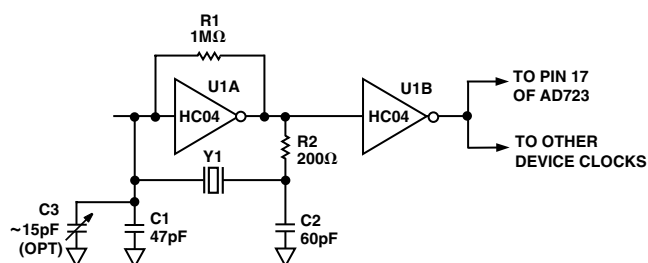 R1
1MΩ
U1A
HC04
U1B
HC04
TO PIN 17
OF AD723
R2
200Ω
TO OTHER
DEVICE CLOCKS
Y1
C3
~15pF
(OPT)
C1
47pF
C2
60pF